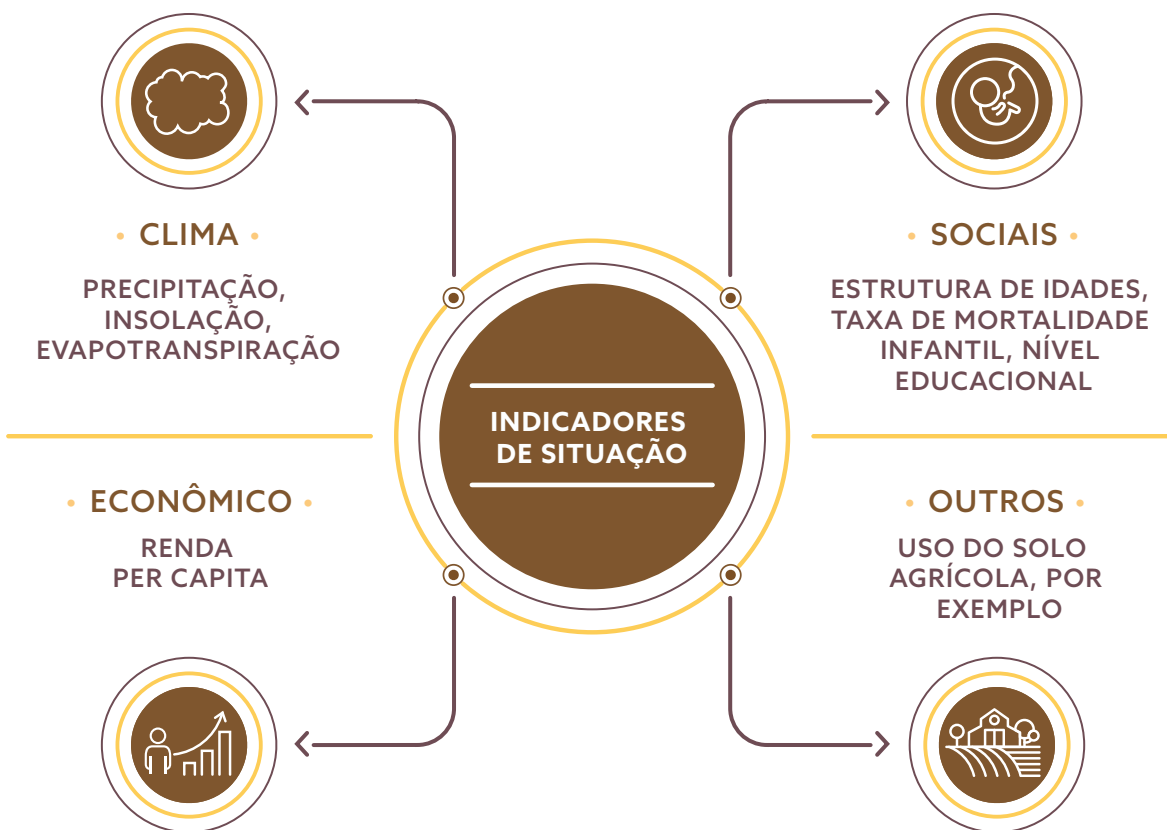 · CLIMA ·
PRECIPITAÇÃO,
INSOLAÇÃO,
EVAPOTRANSPIRAÇÃO
· SOCIAIS ·
ESTRUTURA DE IDADES,
TAXA DE MORTALIDADE
INFANTIL, NÍVEL
EDUCACIONAL
INDICADORES
DE SITUAÇÃO
· ECONÔMICO ·
RENDA
PER CAPITA
· OUTROS ·
USO DO SOLO
AGRÍCOLA, POR
EXEMPLO